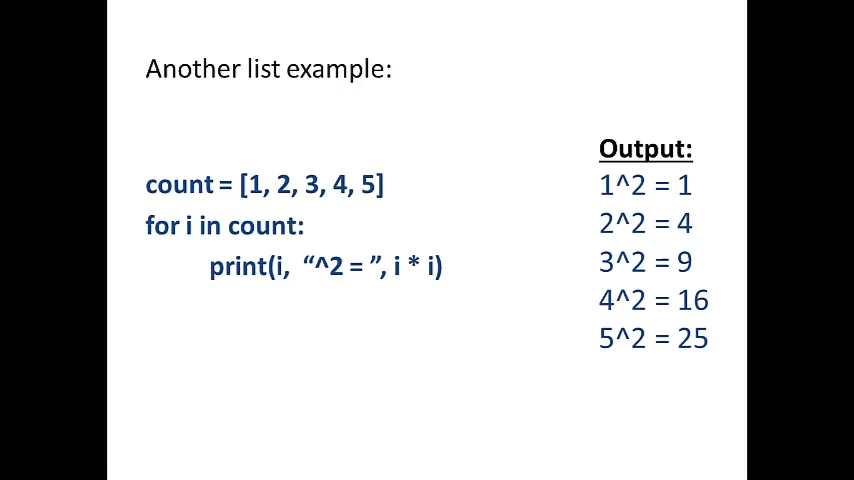 Another list example:
count = [1, 2, 3, 4, 5]
for i in count:
print(i, “^2 = ”, i * i)
Output:
1^2 = 1
2^2 = 4
3^2 = 9
4^2 = 16
5^2 = 25